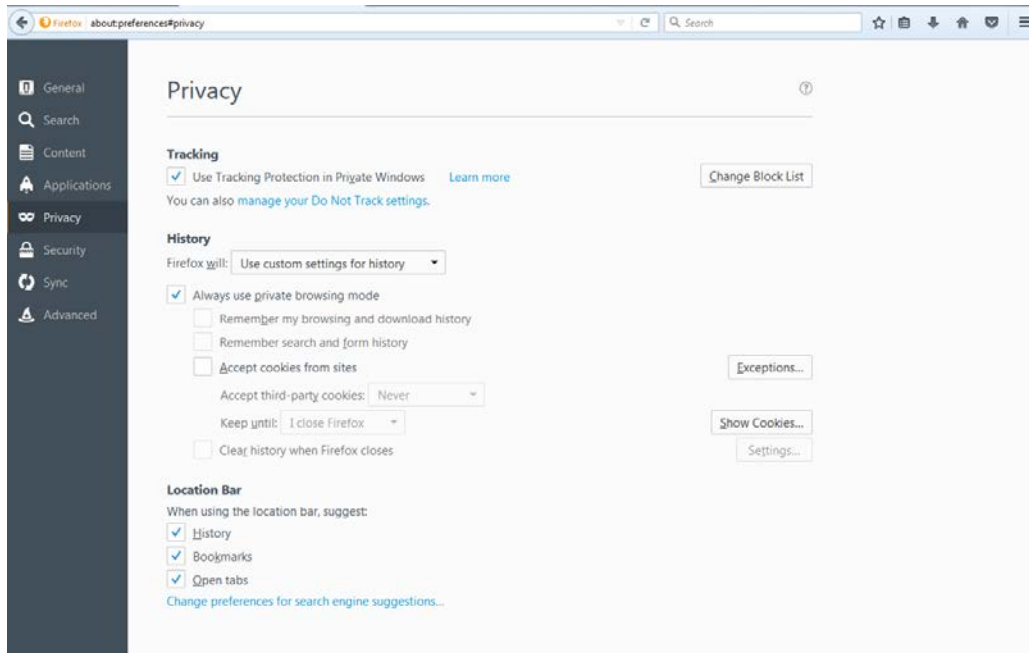 Firefox about:preferences#privacy Search
General
Search
Content
Applications
Privacy
Security
Sync
Advanced
Privacy
Tracking
Use Tracking Protection in Private Windows Learn more Change Block List
You can also manage your Do Not Track settings.
History
Firefox will: Use custom settings for history
Always use private browsing mode
Remember my browsing and download history
Remember search and form history
Accept cookies from sites Exceptions...
Accept third-party cookies: Never
Keep until: I close Firefox Show Cookies...
Clear history when Firefox closes Settings...
Location Bar
When using the location bar, suggest:
History
Bookmarks
Open tabs
Change preferences for search engine suggestions...